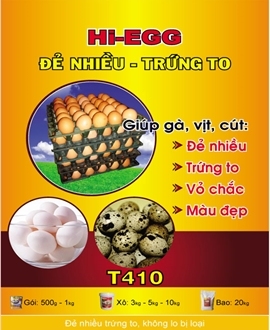 Hi-EGG
ĐẺ NHIỀU - TRỨNG TO
Giúp gà, vịt, cút:
Đẻ nhiều
Trứng to
Vỏ chắc
Màu đẹp
T410
Gói: 500g - 1kg
Xô: 3kg - 5kg - 10kg
Bao: 20kg
Đẻ nhiều trứng to, không lo bị loại